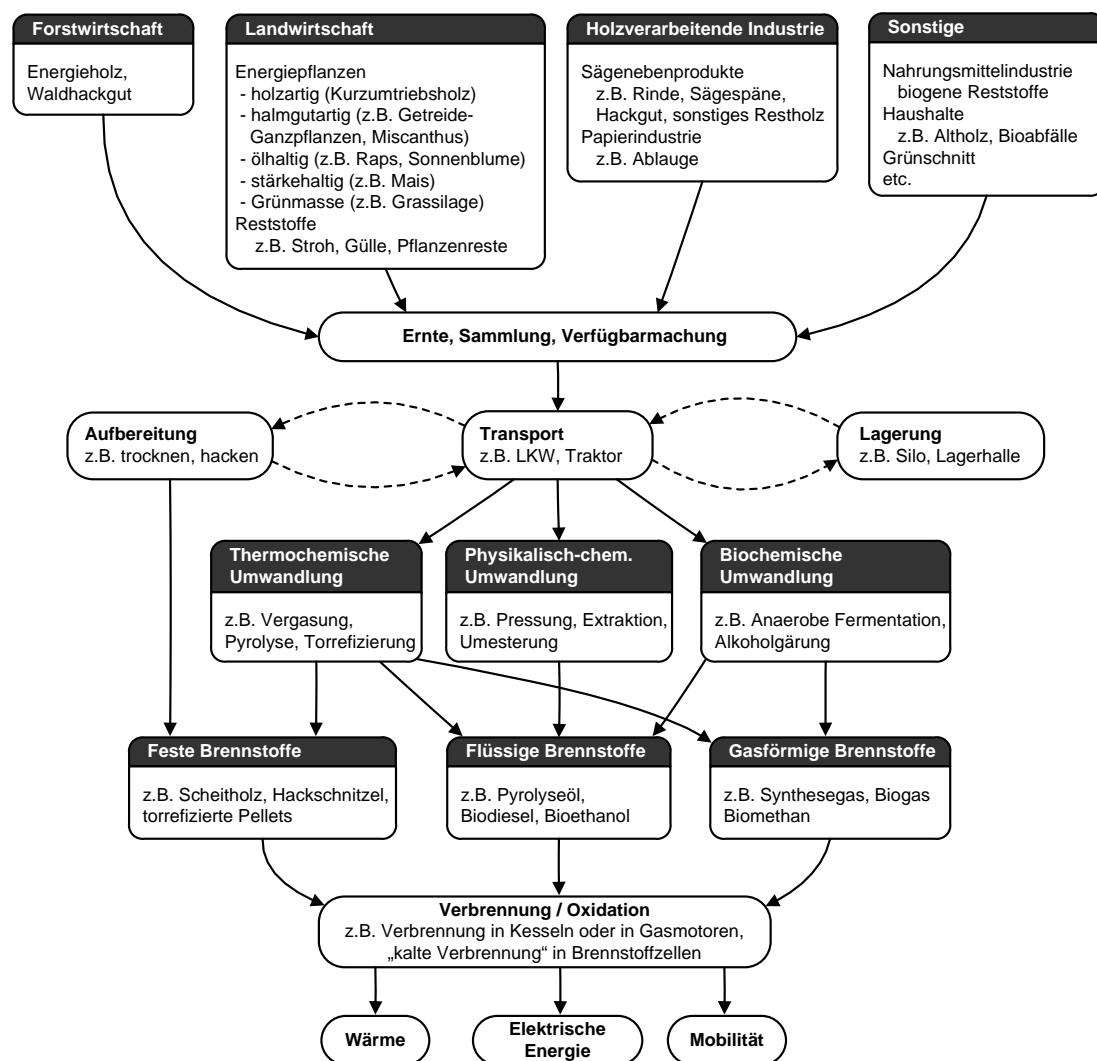 Forstwirtschaft
Energieholz,
Waldhackgut
Landwirtschaft
Energiepflanzen
- holzartig (Kurzumtriebsholz)
- halmgutartig (z.B. Getreide-
Ganzpflanzen, Miscanthus)
- ölhaltig (z.B. Raps, Sonnenblume)
- stärkehaltig (z.B. Mais)
- Grünmasse (z.B. Grassilage)
Reststoffe
z.B. Stroh, Gülle, Pflanzenreste
Holzverarbeitende Industrie
Sägenebenprodukte
z.B. Rinde, Sägespäne,
Hackgut, sonstiges Restholz
Papierindustrie
z.B. Ablauge
Sonstige
Nahrungsmittelindustrie
biogene Reststoffe
Haushalte
z.B. Altholz, Bioabfälle
Grünschnitt
etc.
Ernte, Sammlung, Verfügbarmachung
Aufbereitung
z.B. trocknen, hacken
Transport
z.B. LKW, Traktor
Lagerung
z.B. Silo, Lagerhalle
Thermochemische
Umwandlung
z.B. Vergasung,
Pyrolyse, Torrefizierung
Physikalisch-chem.
Umwandlung
z.B. Pressung, Extraktion,
Umesterung
Biochemische
Umwandlung
z.B. Anaerobe Fermentation,
Alkoholgärung
Feste Brennstoffe
z.B. Scheitholz, Hackschnitzel,
torrefizierte Pellets
Flüssige Brennstoffe
z.B. Pyrolyseöl,
Biodiesel, Bioethanol
Gasförmige Brennstoffe
z.B. Synthesegas, Biogas
Biomethan
Verbrennung / Oxidation
z.B. Verbrennung in Kesseln oder in Gasmotoren,
„kalte Verbrennung“ in Brennstoffzellen
Wärme
Elektrische
Energie
Mobilität